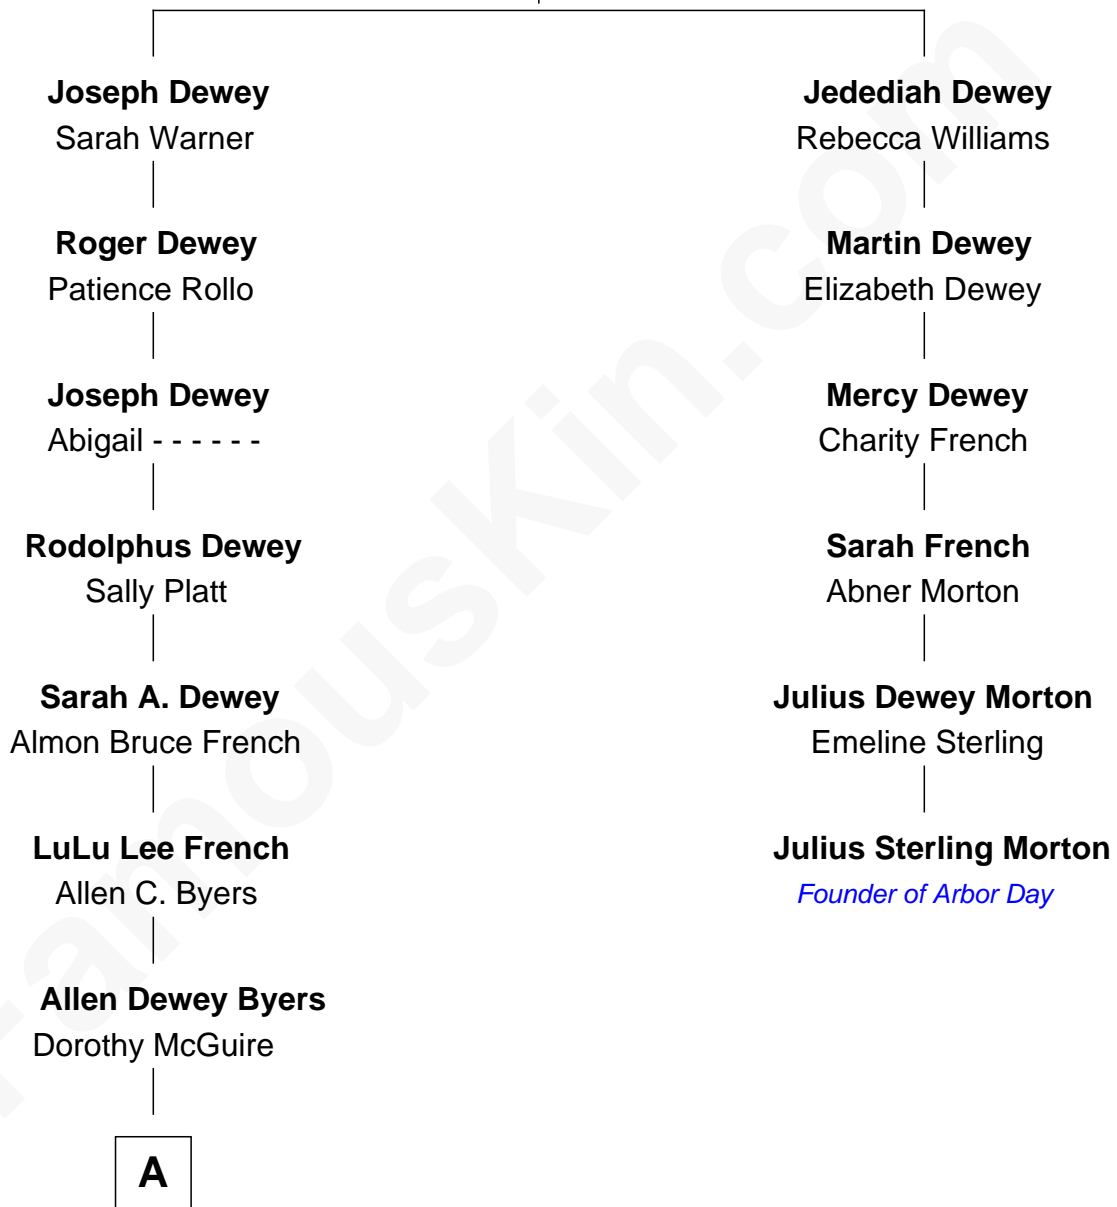 Joseph Dewey
Sarah Warner
Roger Dewey
Patience Rollo
Joseph Dewey
Abigail - - - - - -
Rodolphus Dewey
Sally Platt
Sarah A. Dewey
Almon Bruce French
LuLu Lee French
Allen C. Byers
Allen Dewey Byers
Dorothy McGuire
A
Jedediah Dewey
Rebecca Williams
Martin Dewey
Elizabeth Dewey
Mercy Dewey
Charity French
Sarah French
Abner Morton
Julius Dewey Morton
Emeline Sterling
Julius Sterling Morton
Founder of Arbor Day
FamousKin.com